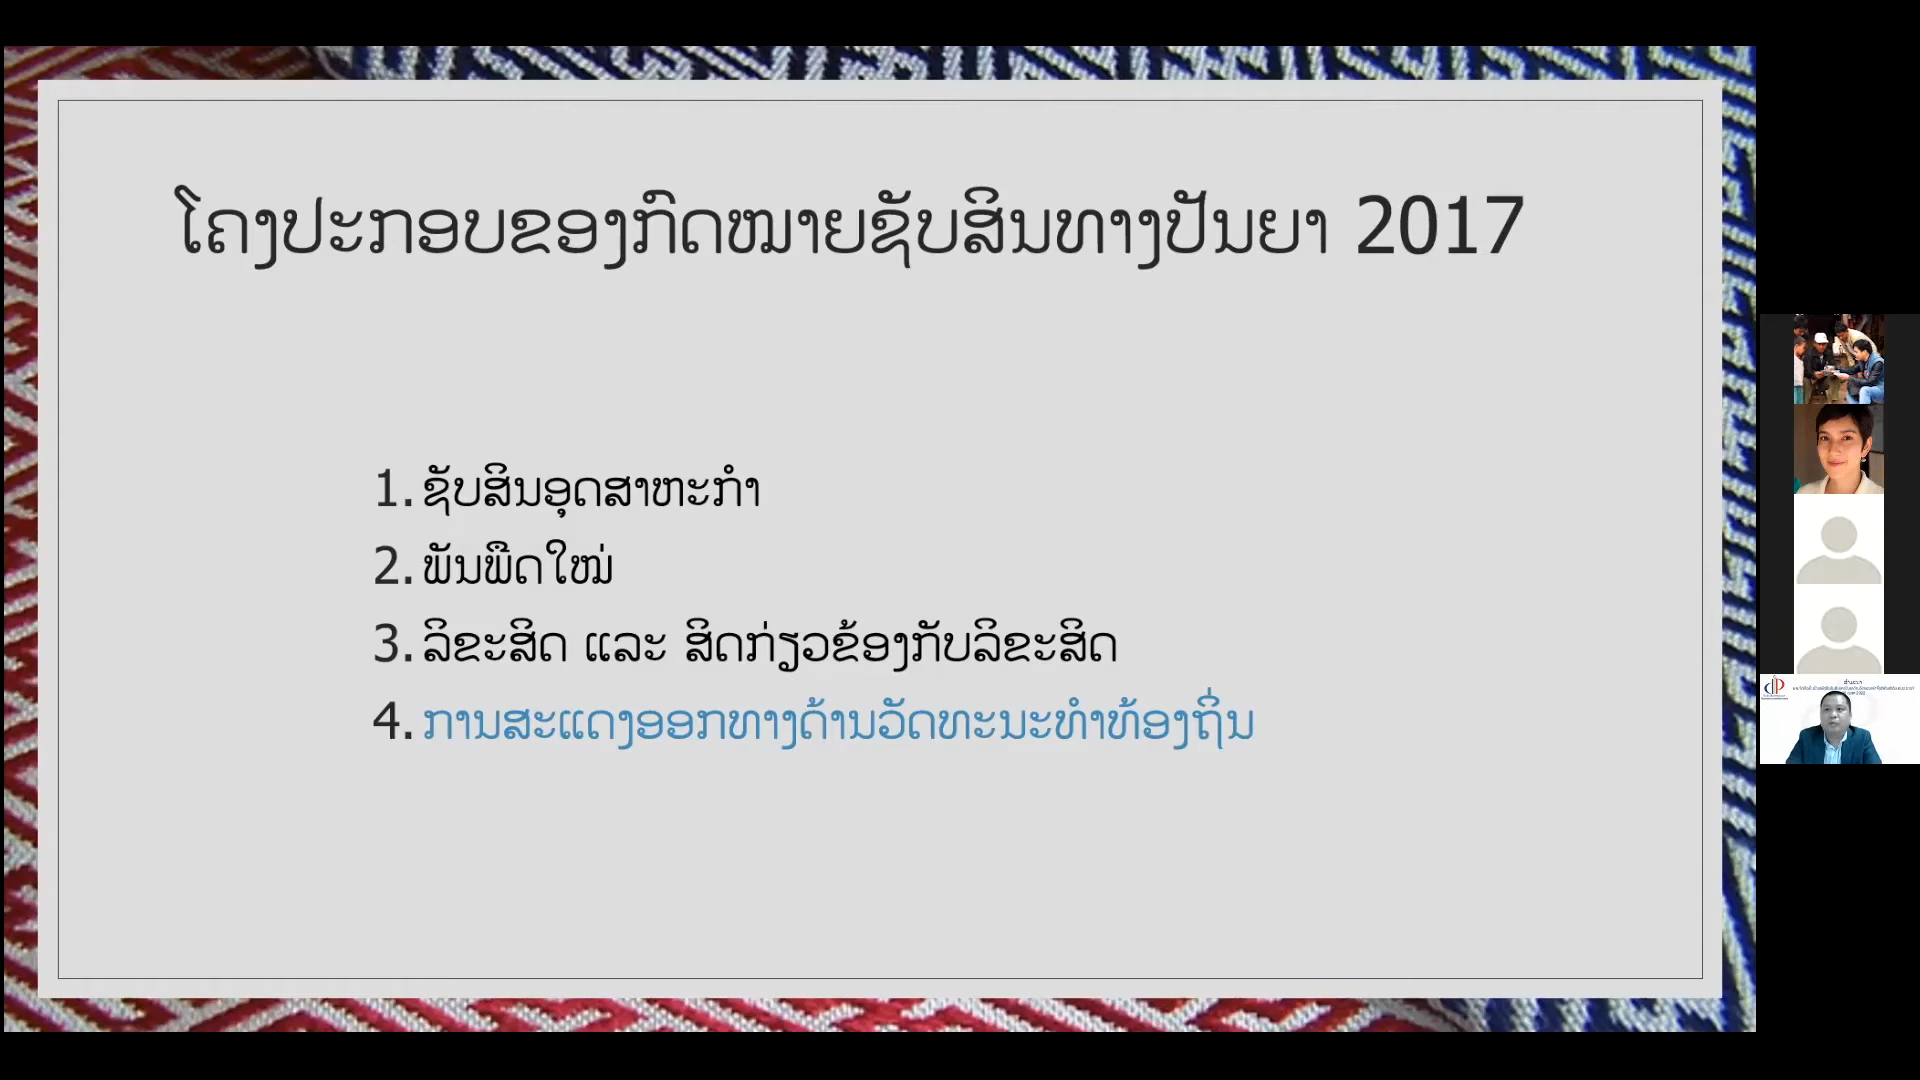 ໂຄງປະກອບຂອງກົດໝາຍຊັບສິນທາງປັນຍາ 2017
1. ຊັບສິນອຸດສາຫະກຳ
2. ພັນພືດໃໝ່
3. ລິຂະສິດ ແລະ ສິດກ່ຽວຂ້ອງກັບລິຂະສິດ
4. ການສະແດງອອກທາງດ້ານວັດທະນະທຳທ້ອງຖິ່ນ